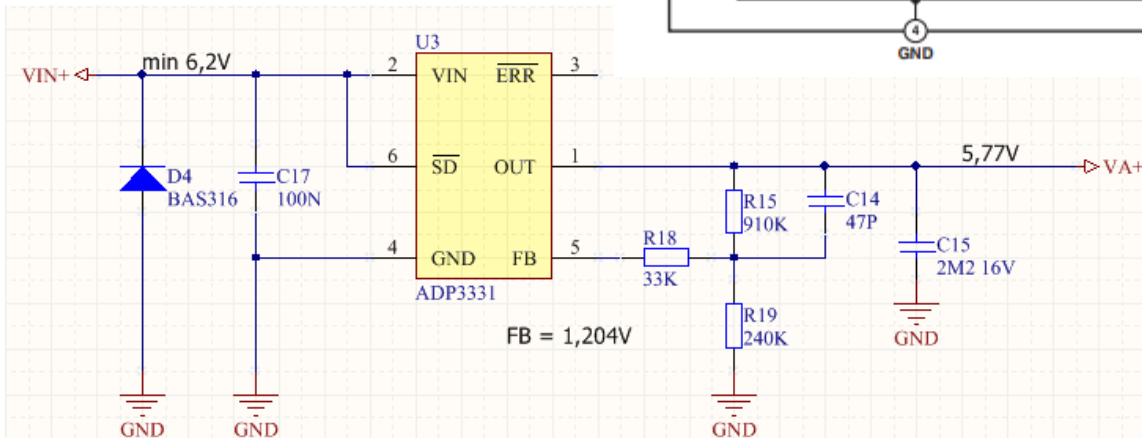 4
GND
U3
VIN+
min 6,2V
2
VIN
ERR
3
6
SD
OUT
1
5,77V
VA+
D4
BAS316
C17
100N
R15
910K
C14
47P
R18
33K
4
GND
FB
5
C15
2M2 16V
ADP3331
R19
240K
FB = 1,204V
GND
GND
GND
GND